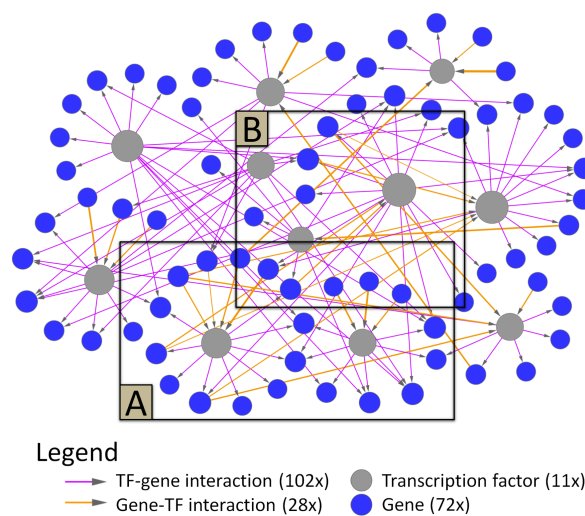 B
A
Legend
TF-gene interaction (102x)
Transcription factor (11x)
Gene-TF interaction (28x)
Gene (72x)